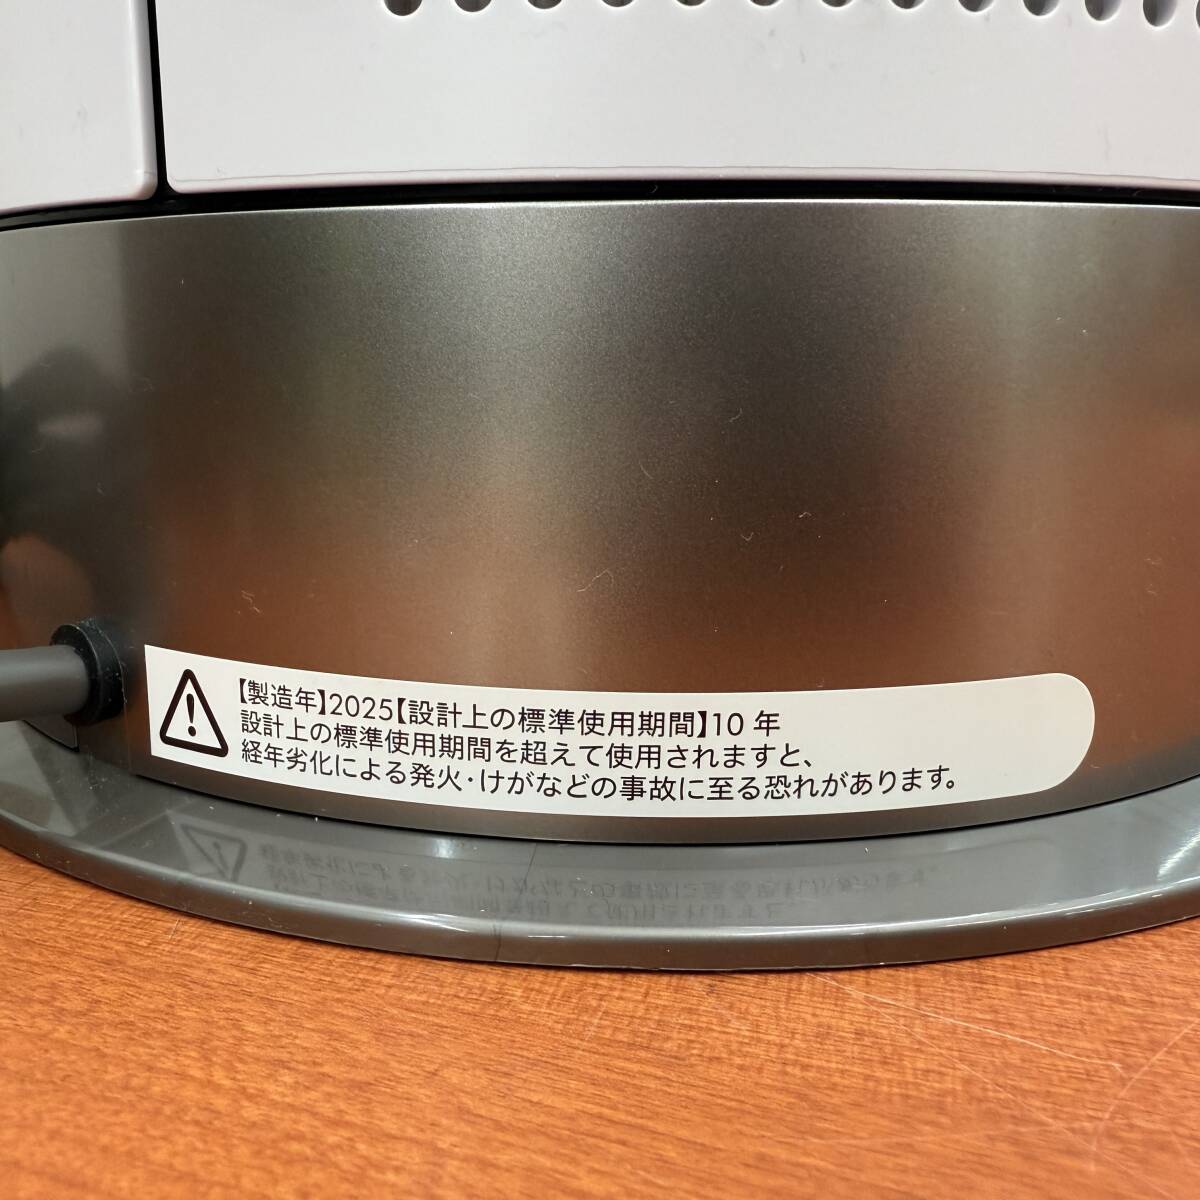 【製造年】2025【設計上の標準使用期間】10 年
設計上の標準使用期間を超えて使用されますと、
経年劣化による発火・けがなどの事故に至る恐れがあります。